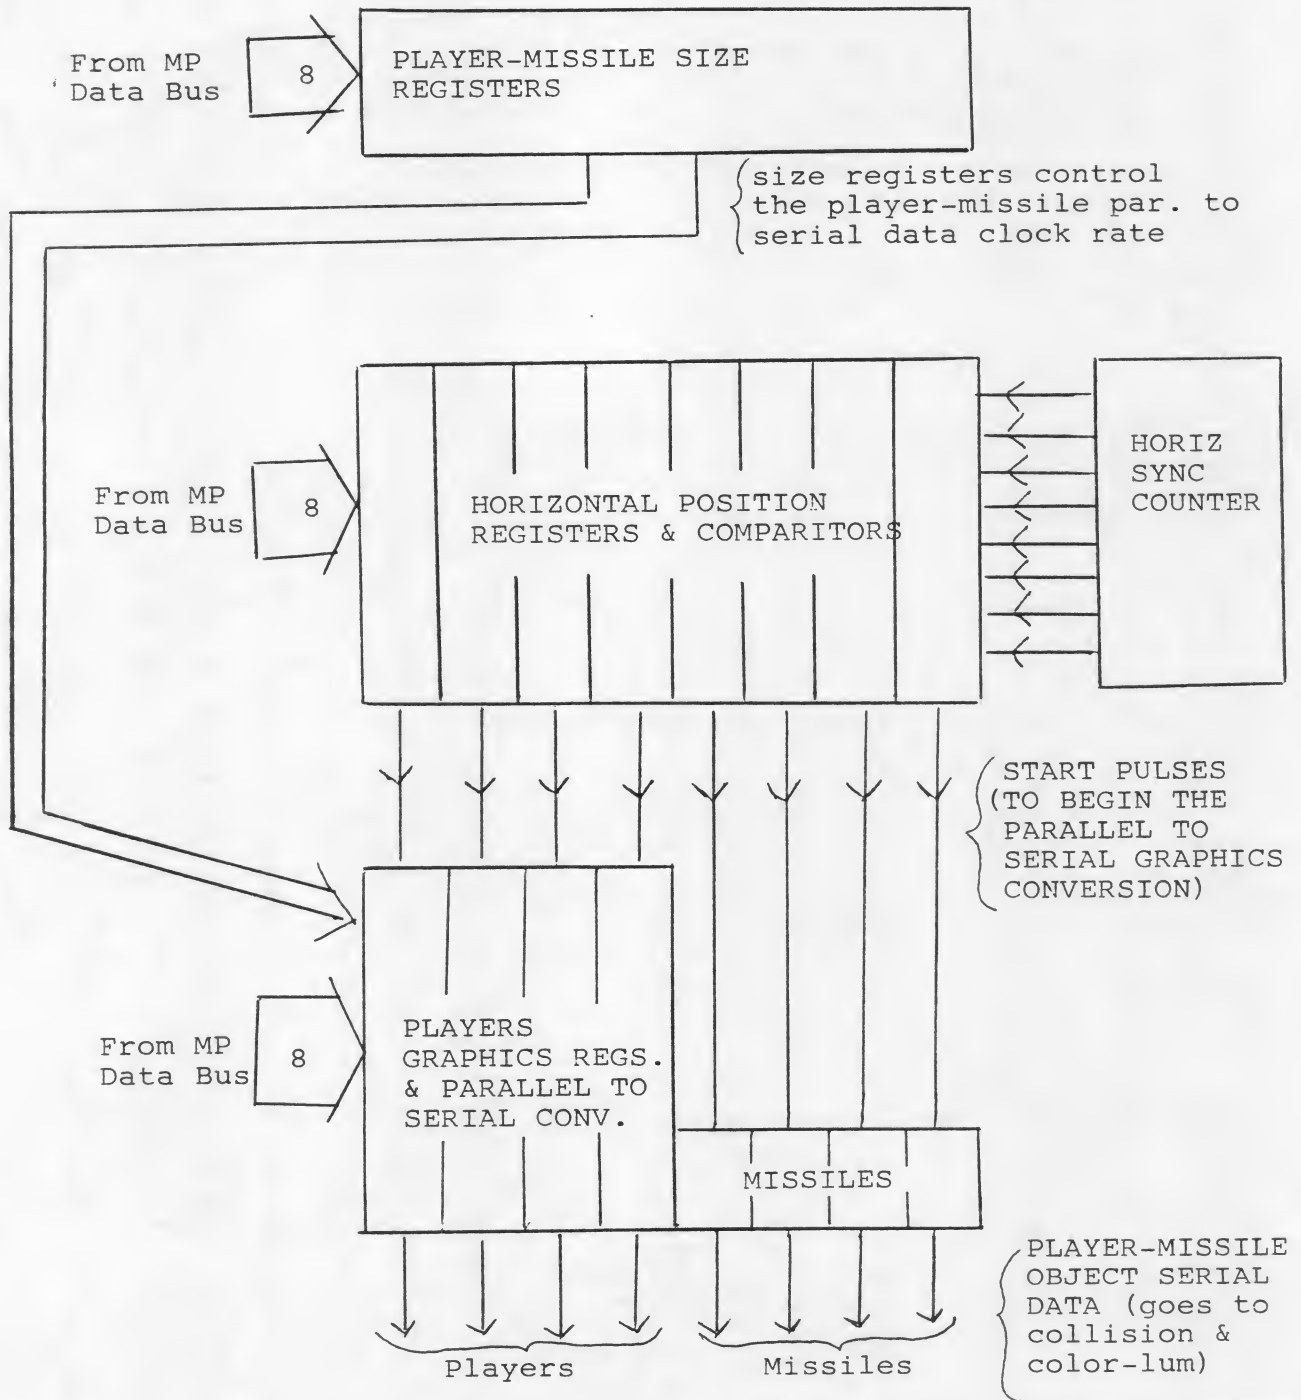 From MP
Data Bus
8
PLAYER-MISSILE SIZE
REGISTERS
size registers control
the player-missile par. to
serial data clock rate
From MP
Data Bus
8
HORIZONTAL POSITION
REGISTERS & COMPARITORS
HORIZ
SYNC
COUNTER
START PULSES
(TO BEGIN THE
PARALLEL TO
SERIAL GRAPHICS
CONVERSION)
From MP
Data Bus
8
PLAYERS
GRAPHICS REGS.
& PARALLEL TO
SERIAL CONV.
MISSILES
Players
Missiles
PLAYER-MISSILE
OBJECT SERIAL
DATA (goes to
collision &
color-lum)